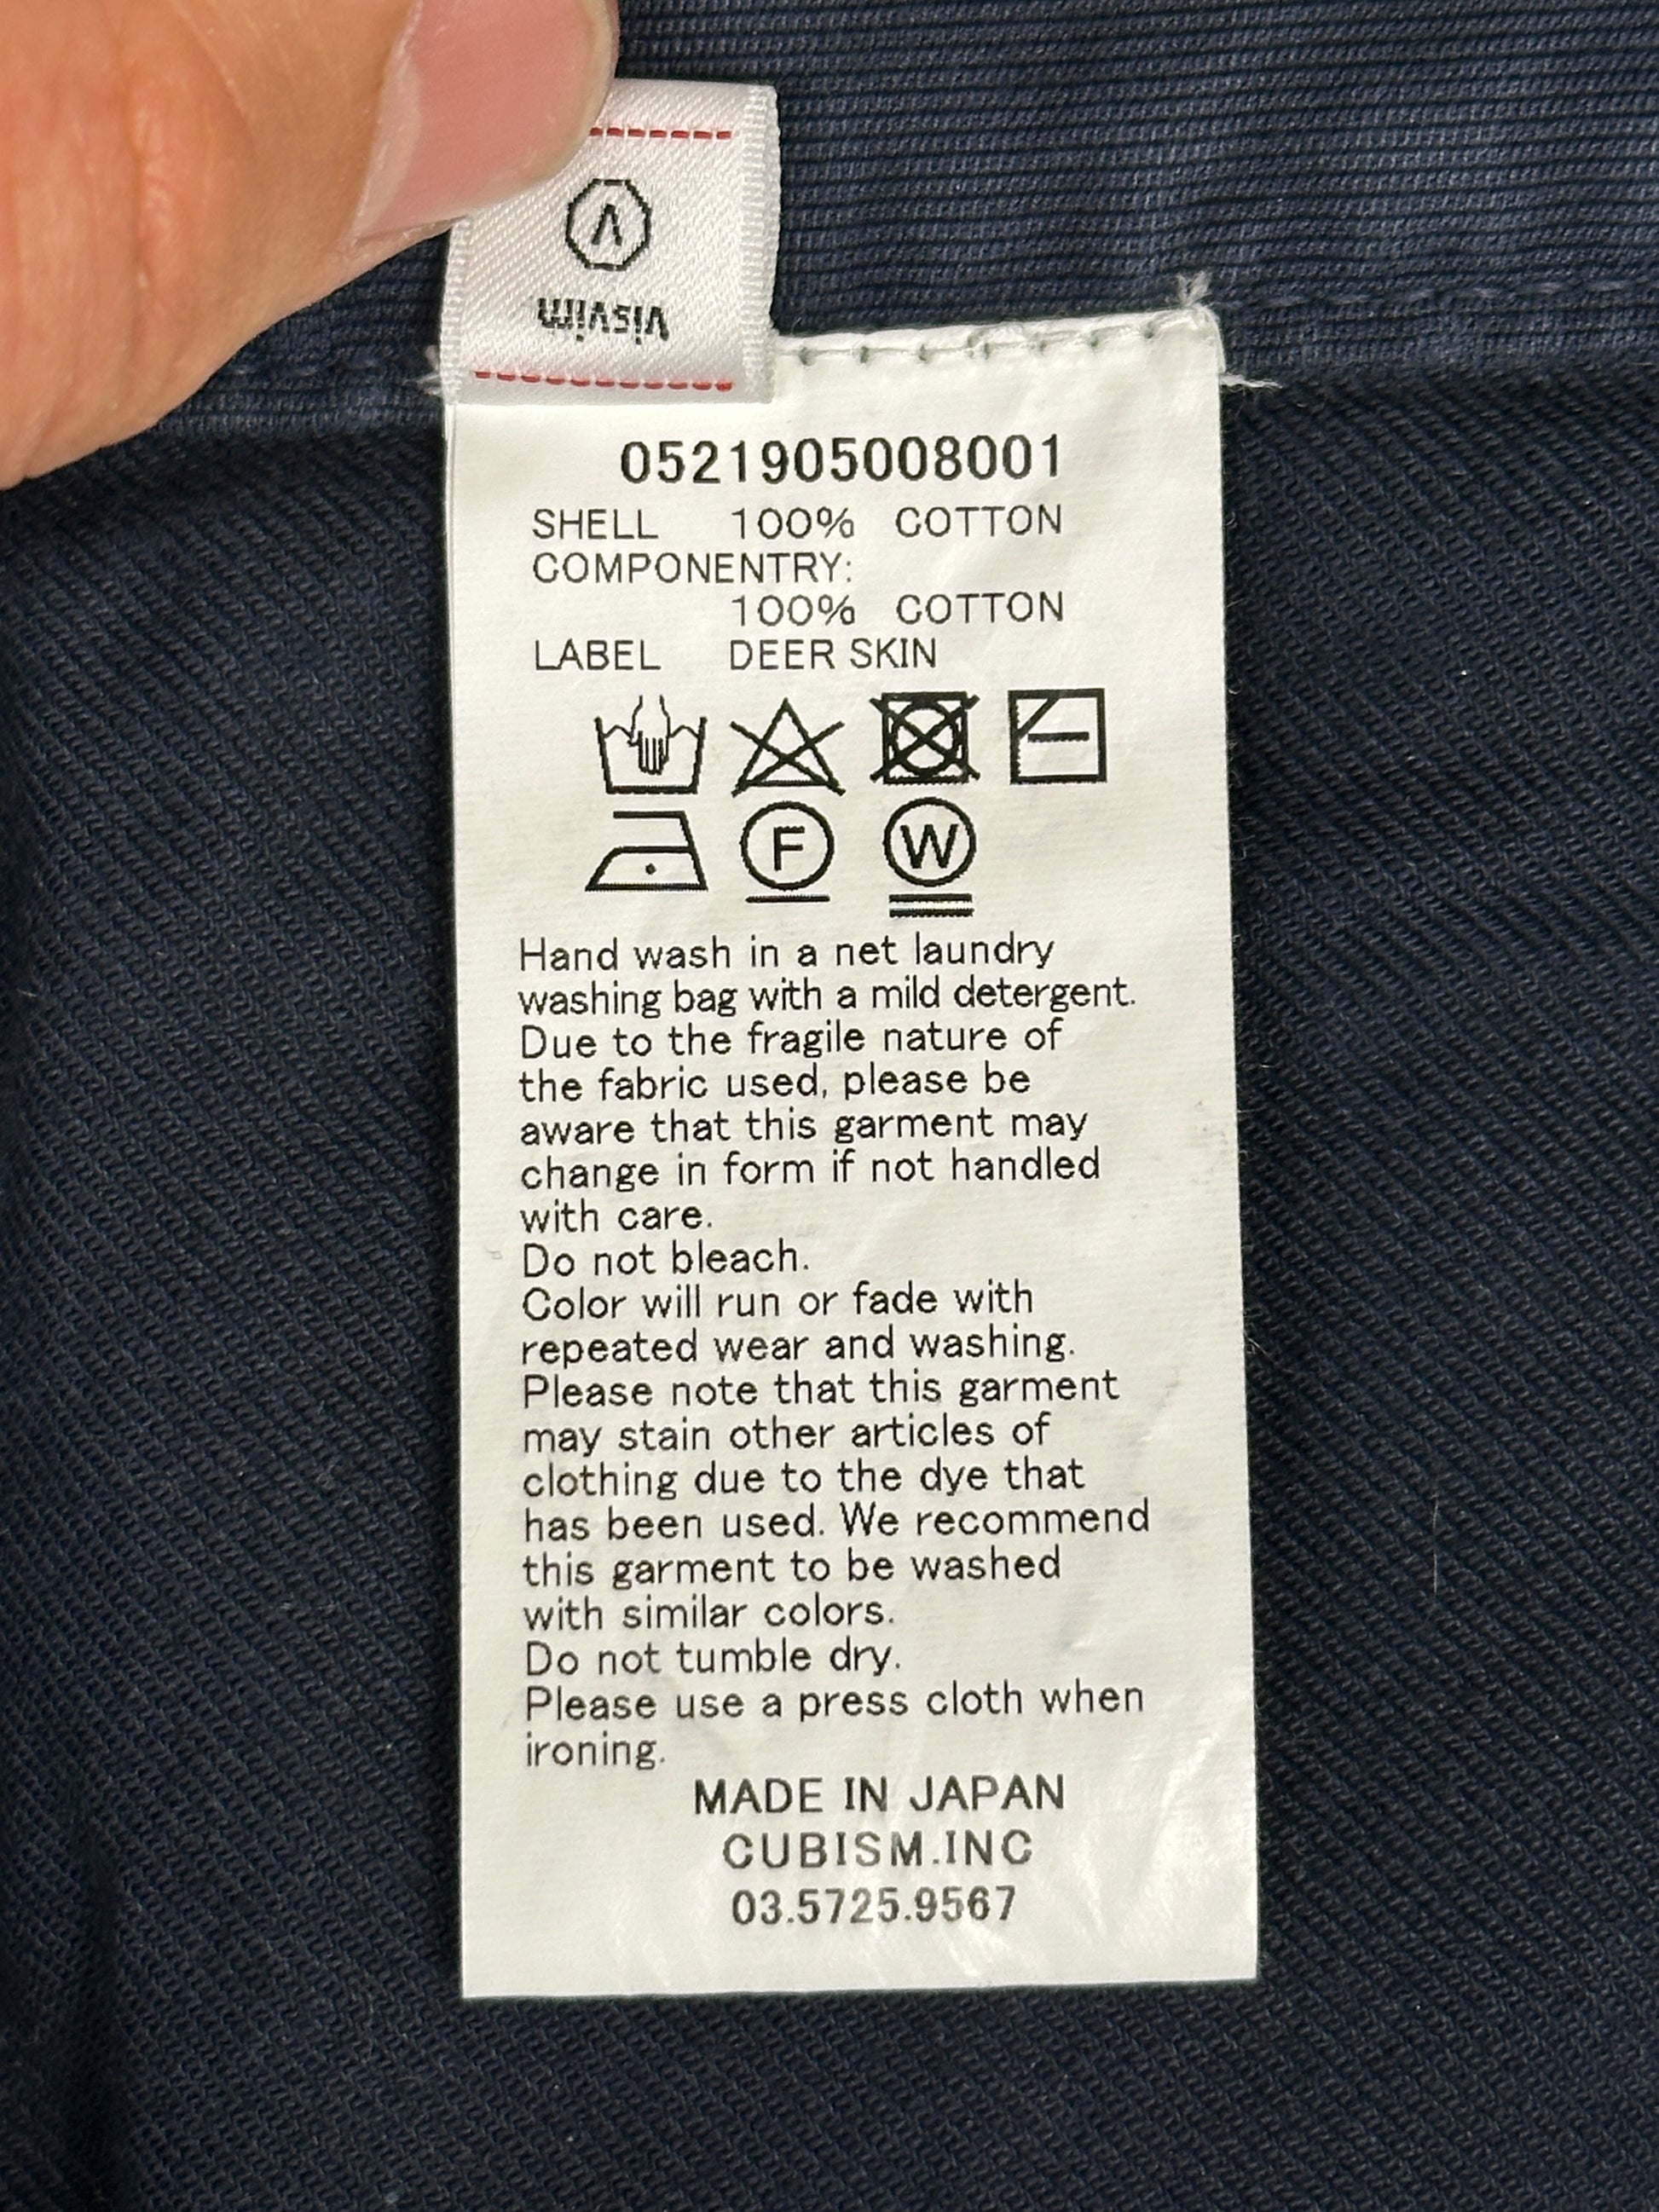 visvim
0521905008001
SHELL 100% COTTON
COMPONENTRY:
100% COTTON
LABEL DEER SKIN
F W
Hand wash in a net laundry
washing bag with a mild detergent.
Due to the fragile nature of
the fabric used, please be
aware that this garment may
change in form if not handled
with care.
Do not bleach.
Color will run or fade with
repeated wear and washing.
Please note that this garment
may stain other articles of
clothing due to the dye that
has been used. We recommend
this garment to be washed
with similar colors.
Do not tumble dry.
Please use a press cloth when
ironing.
MADE IN JAPAN
CUBISM.INC
03.5725.9567